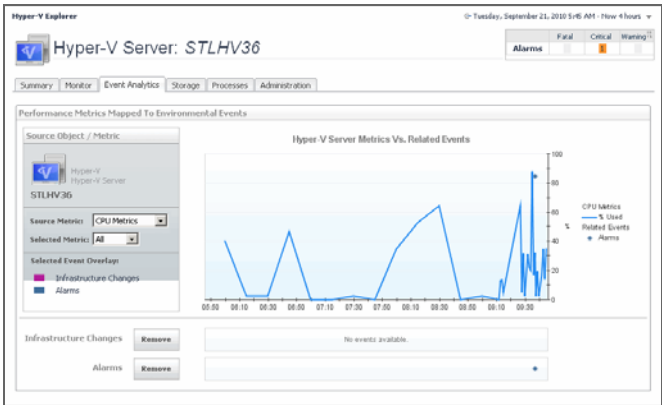 Hyper-V Explorer
Tuesday, September 21, 2010 5:45 AM - Now 4 hours
Hyper-V Server: STLHV36
Fatal Critical Warning
Alarms 1
Summary Monitor Event Analytics Storage Processes Administration
Performance Metrics Mapped To Environmental Events
Source Object / Metric
Hyper-V
Hyper-V Server
STLHV36
Source Metric: CPU Metrics
Selected Metric: All
Selected Event Overlay:
Infrastructure Changes
Alarms
Hyper-V Server Metrics Vs. Related Events
100
80
60
40
20
0
%
05:50 06:10 06:30 06:50 07:10 07:30 07:50 08:10 08:30 08:50 09:10 09:30
CPU Metrics
% Used
Related Events
Alarms
Infrastructure Changes Remove No events available.
Alarms Remove